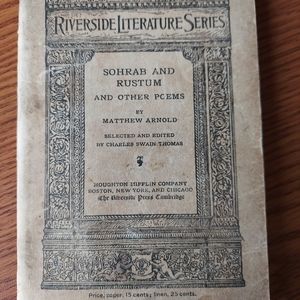 RIVERSIDE LITERATURE SERIES
SOHRAB AND
RUSTUM
AND OTHER POEMS
BY
MATTHEW ARNOLD
SELECTED AND EDITED
BY CHARLES SWAIN THOMAS
HOUGHTON MIFFLIN COMPANY
BOSTON, NEW YORK, AND CHICAGO
The Riverside Press Cambridge
Price, paper, 15 cents; linen, 25 cents.